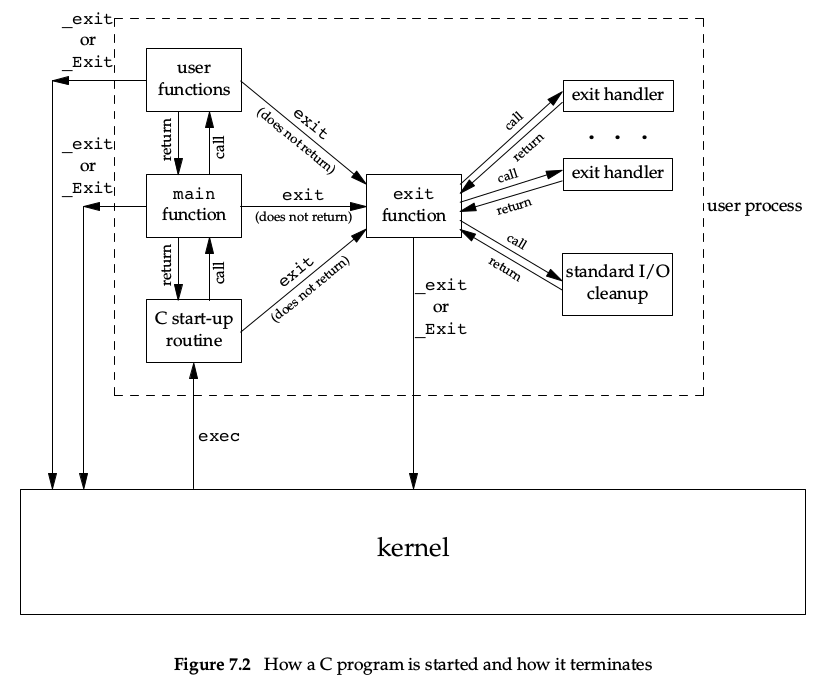 _exit
or
_Exit
user
functions
exit
(does not return)
call
return
exit handler
. . .
return
call
_exit
or
_Exit
main
function
exit
(does not return)
exit
function
call
return
exit handler
user process
return
call
exit
(does not return)
call
return
standard I/O
cleanup
C start-up
routine
_exit
or
_Exit
exec
kernel
Figure 7.2 How a C program is started and how it terminates